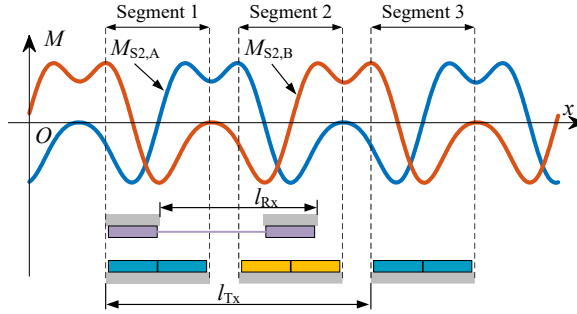 Segment 1 Segment 2 Segment 3
M
M_S2,A M_S2,B
x
O
l_Rx
l_Tx